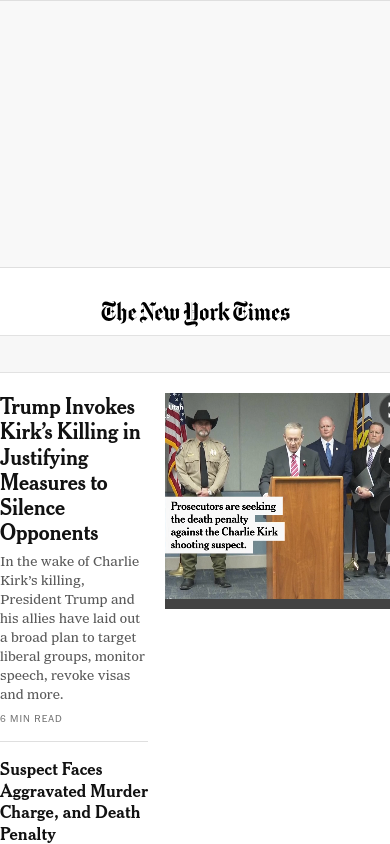 The New York Times
Trump Invokes
Kirk's Killing in
Justifying
Measures to
Silence
Opponents
In the wake of Charlie
Kirk's killing,
President Trump and
his allies have laid out
a broad plan to target
liberal groups, monitor
speech, revoke visas
and more.
6 MIN READ
Utah
Prosecutors are seeking
the death penalty
against the Charlie Kirk
shooting suspect.
Suspect Faces
Aggravated Murder
Charge, and Death
Penalty